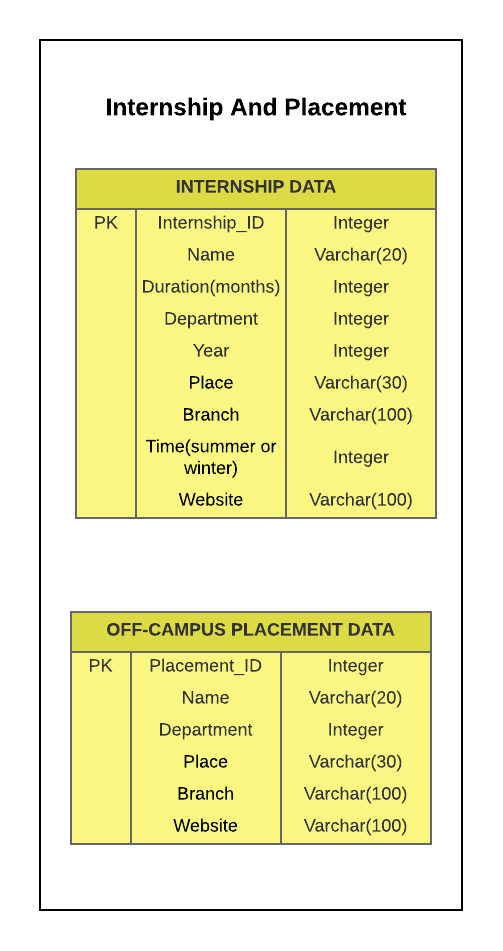 Internship And Placement
INTERNSHIP DATA
PK Internship_ID Integer
Name Varchar(20)
Duration(months) Integer
Department Integer
Year Integer
Place Varchar(30)
Branch Varchar(100)
Time(summer or
winter) Integer
Website Varchar(100)
OFF-CAMPUS PLACEMENT DATA
PK Placement_ID Integer
Name Varchar(20)
Department Integer
Place Varchar(30)
Branch Varchar(100)
Website Varchar(100)